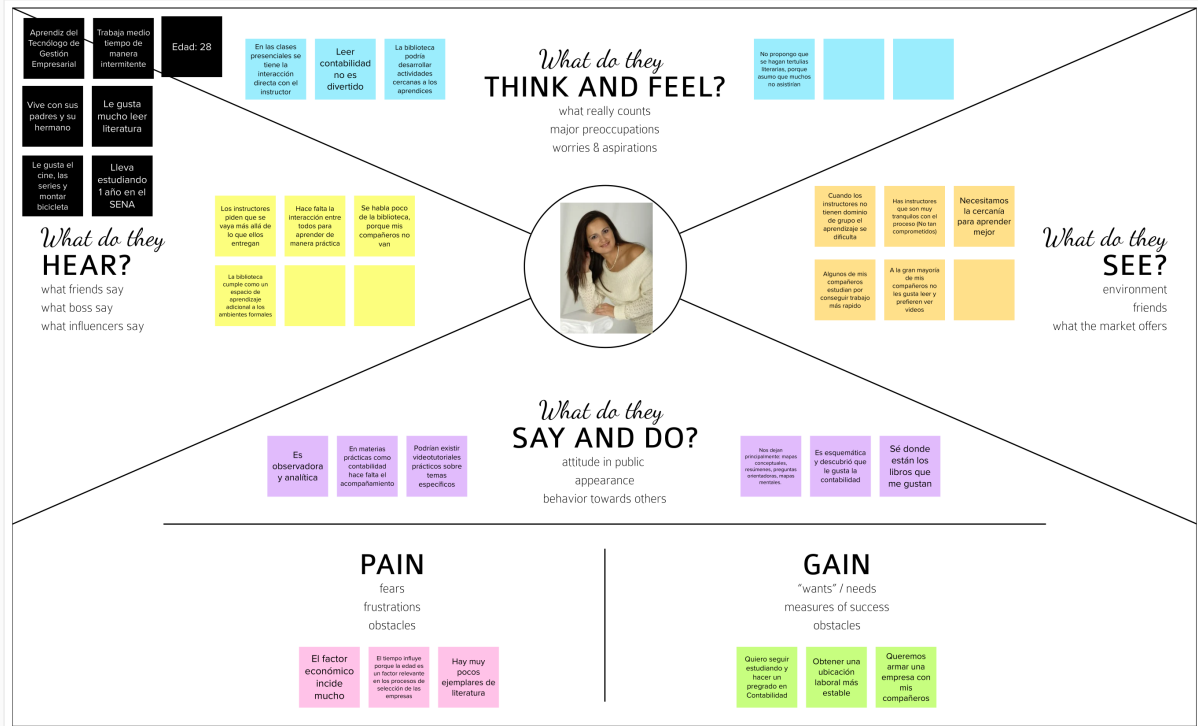 Aprendiz del
Tecnólogo de
Gestión
Empresarial
Trabaja medio
tiempo de
manera
intermitente
Edad: 28
Vive con sus
padres y su
hermano
Le gusta
mucho leer
literatura
Le gusta el
cine, las
series y
montar
bicicleta
Lleva
estudiando
1 año en el
SENA
En las clases
presenciales se
tiene la
interacción
directa con el
instructor
Leer
contabilidad
no es
divertido
La biblioteca
podría
desarrollar
actividades
cercanas a los
aprendices
What do they
THINK AND FEEL?
what really counts
major preoccupations
worries & aspirations
No propongo que
se hagan tertulias
literarias, porque
asumo que muchos
no asistirían
What do they
HEAR?
what friends say
what boss say
what influencers say
Los instructores
piden que se
vaya más allá de
lo que ellos
entregan
Hace falta la
interacción entre
todos para
aprender de
manera práctica
Se habla poco
de la biblioteca,
porque mis
compañeros no
van
La biblioteca
cumple como un
espacio de
aprendizaje
adicional a los
ambientes formales
Cuando los
instructores no
tienen dominio
de grupo el
aprendizaje se
dificulta
Has instructores
que son muy
tranquilos con el
proceso (No tan
comprometidos)
Necesitamos
la cercanía
para aprender
mejor
Algunos de mis
compañeros
estudian por
conseguir trabajo
más rapido
A la gran mayoría
de mis
compañeros no
les gusta leer y
prefieren ver
videos
What do they
SEE?
environment
friends
what the market offers
What do they
SAY AND DO?
attitude in public
appearance
behavior towards others
Es
observadora
y analítica
En materias
prácticas como
contabilidad
hace falta el
acompañamiento
Podrían existir
videotutoriales
prácticos sobre
temas
específicos
Nos dejan
principalmente: mapas
conceptuales,
resúmenes, preguntas
orientadoras, mapas
mentales.
Es esquemática
y descubrió que
le gusta la
contabilidad
Sé donde
están los
libros que
me gustan
PAIN
fears
frustrations
obstacles
El factor
económico
incide
mucho
El tiempo influye
porque la edad es
un factor relevante
en los procesos de
selección de las
empresas
Hay muy
pocos
ejemplares de
literatura
GAIN
"wants" / needs
measures of success
obstacles
Quiero seguir
estudiando y
hacer un
pregrado en
Contabilidad
Obtener una
ubicación
laboral más
estable
Queremos
armar una
empresa con
mis
compañeros